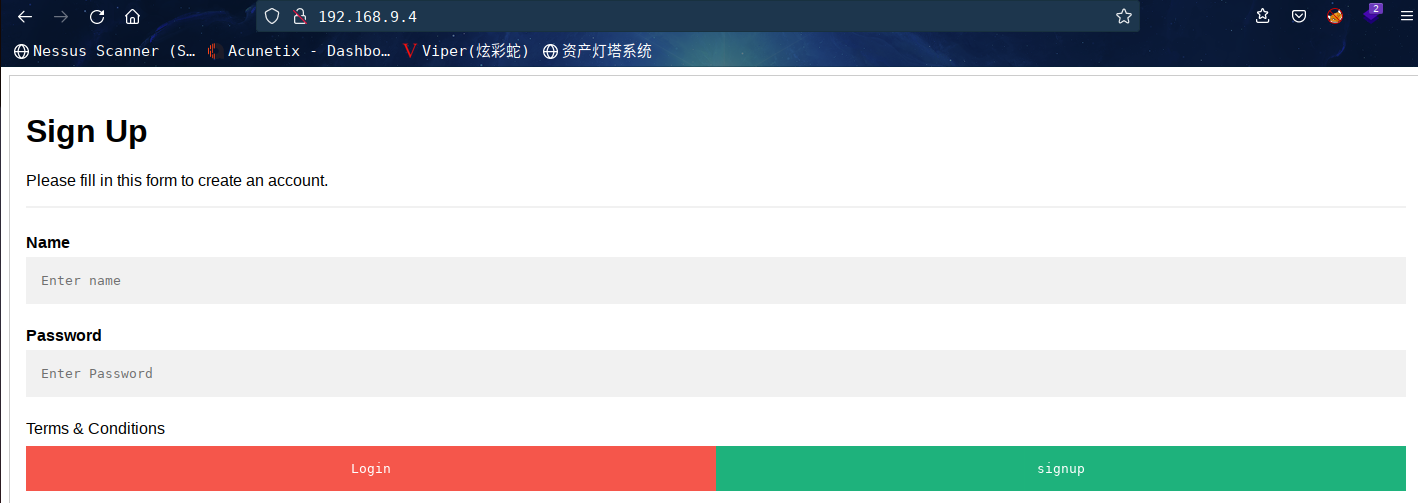 192.168.9.4
2
Nessus Scanner (S… Acunetix - Dashbo… Viper(炫彩蛇) 资产灯塔系统
Sign Up
Please fill in this form to create an account.
Name
Enter name
Password
Enter Password
Terms & Conditions
Login signup